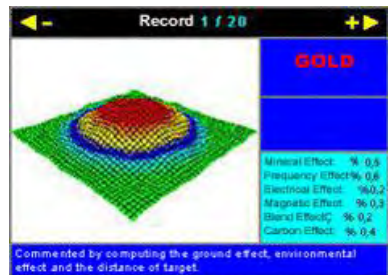 Record 1 / 20
GOLD
Mineral Effect: % 0,5
Frequency Effect% 0,6
Electrical Effect: %0,2
Magnetic Effect: % 0,3
Blend EffectÇ % 0,2
Carbon Effect: % 0,4
Commented by computing the ground effect, environmental
effect and the distance of target.